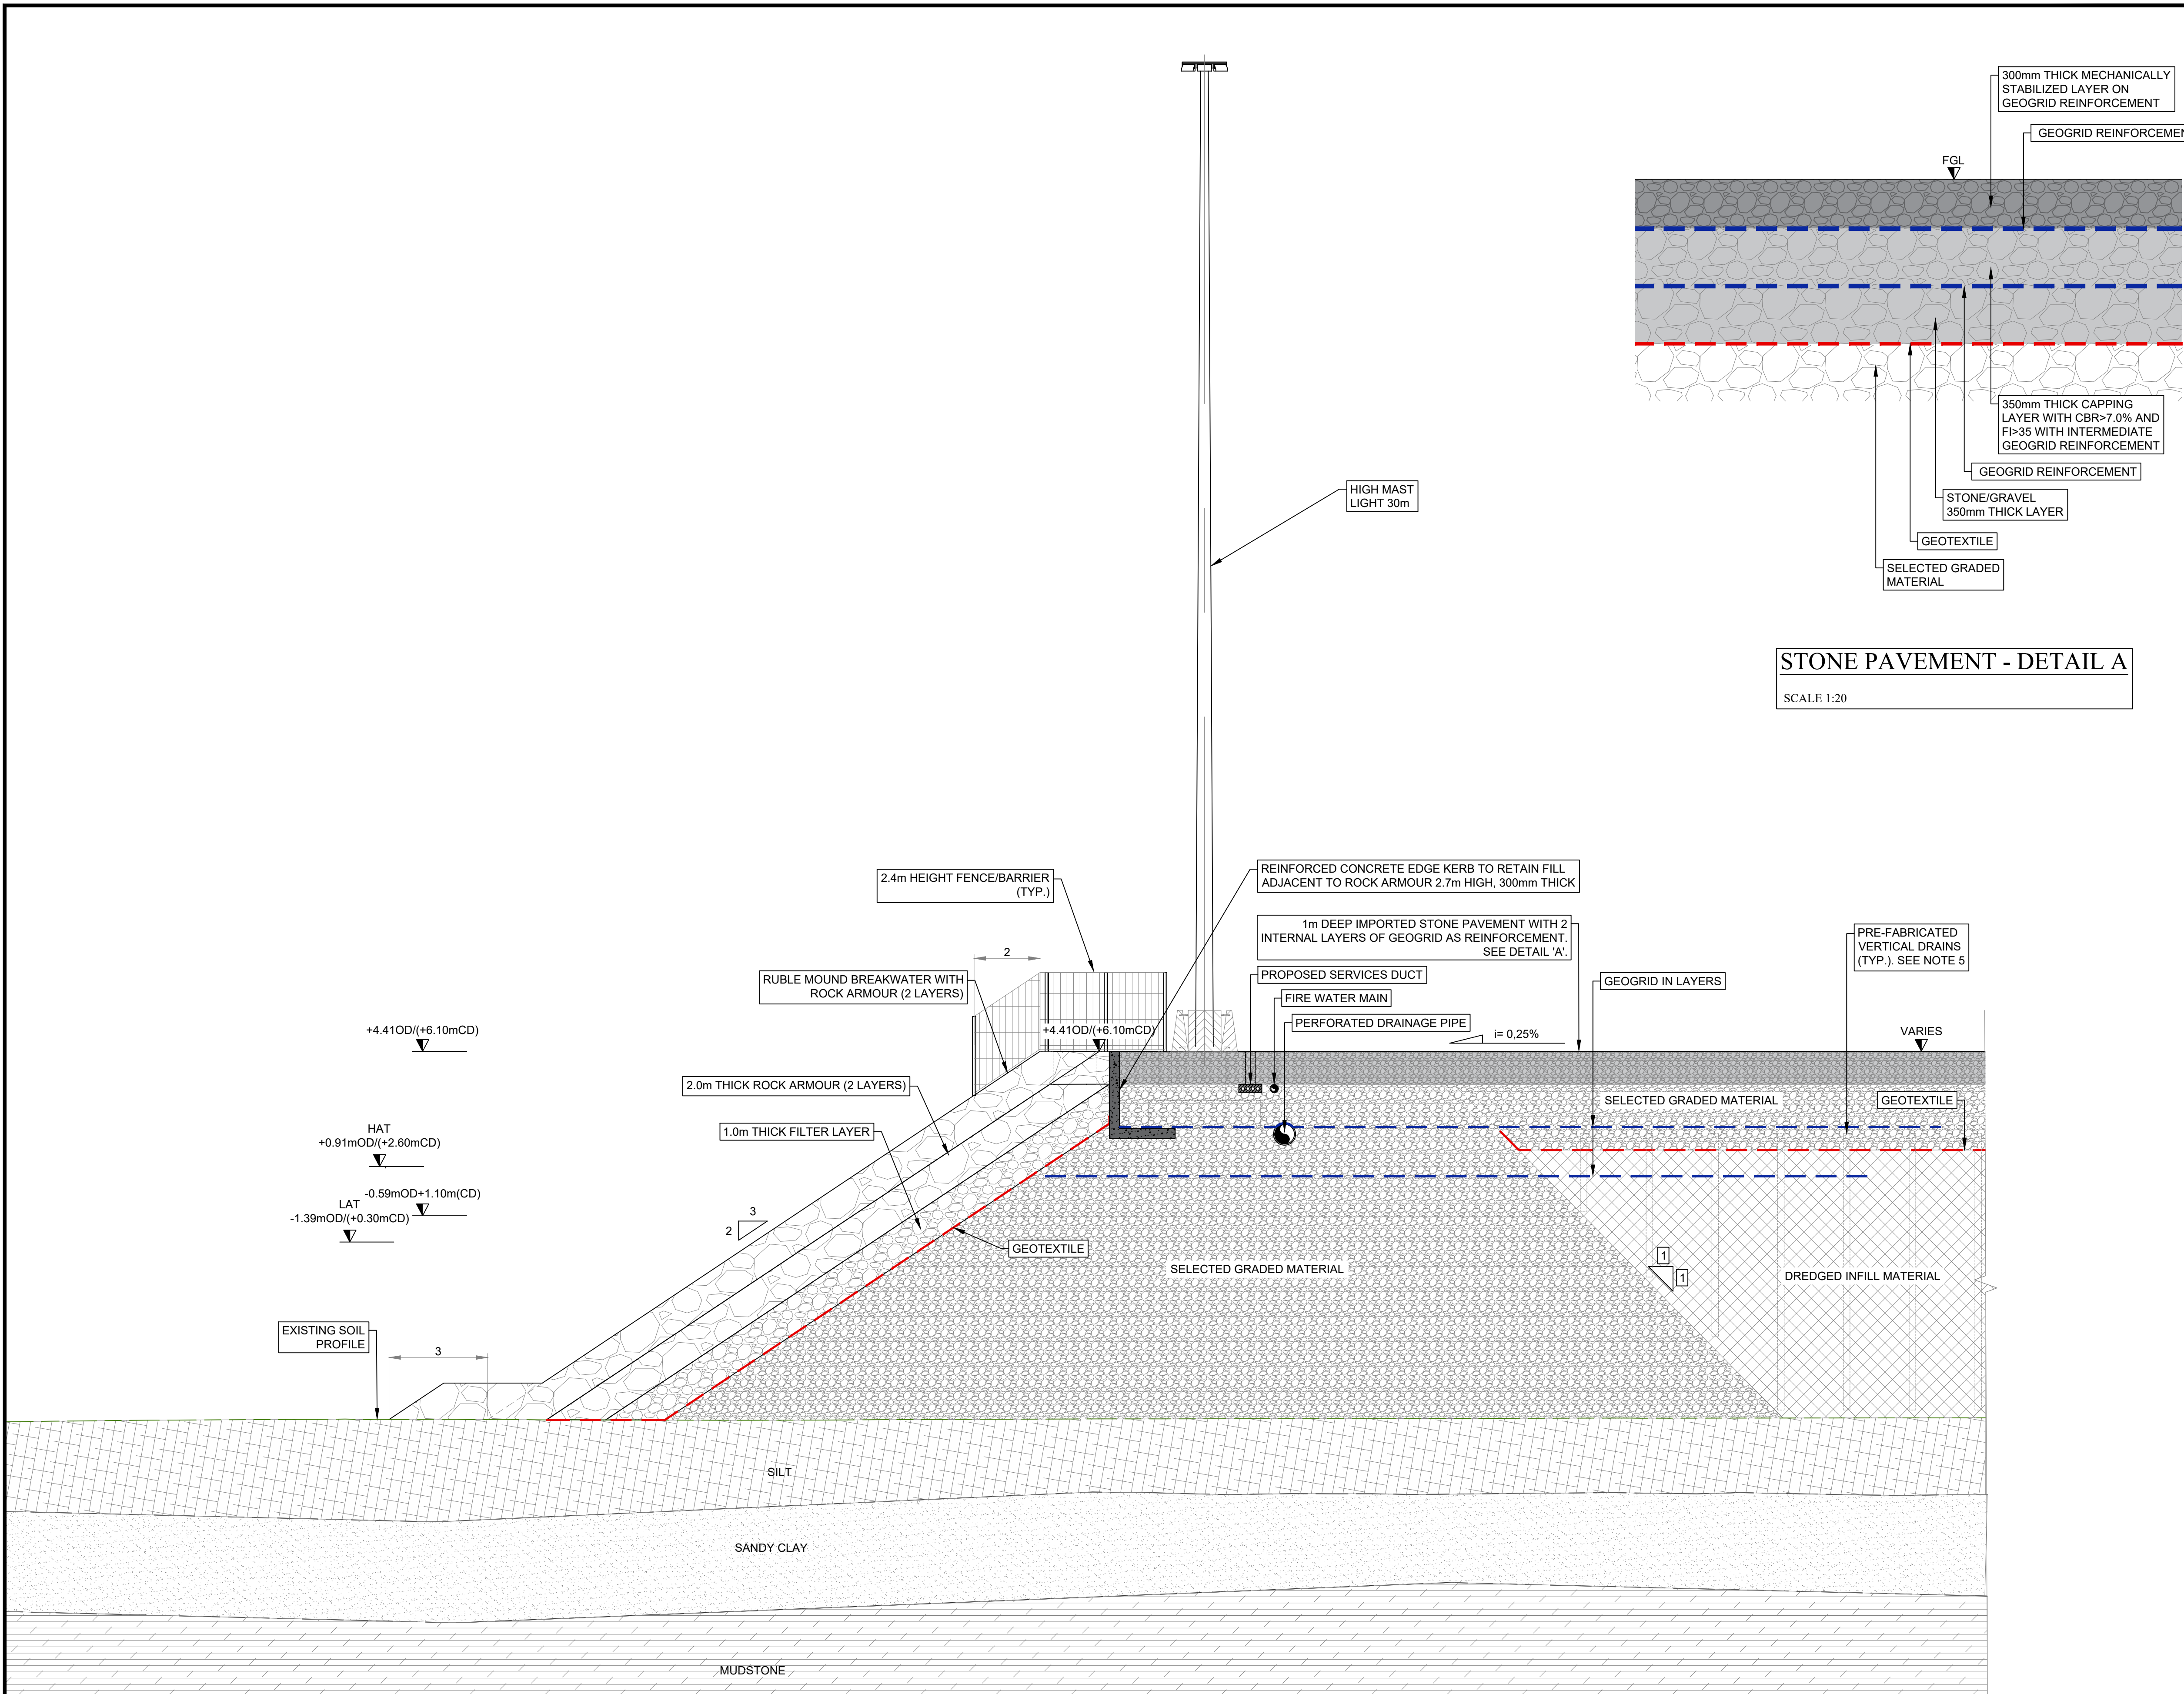 300mm THICK MECHANICALLY
STABILIZED LAYER ON
GEOGRID REINFORCEMENT
GEOGRID REINFORCEMEN
FGL
350mm THICK CAPPING
LAYER WITH CBR>7.0% AND
FI>35 WITH INTERMEDIATE
GEOGRID REINFORCEMENT
GEOGRID REINFORCEMENT
STONE/GRAVEL
350mm THICK LAYER
GEOTEXTILE
SELECTED GRADED
MATERIAL
STONE PAVEMENT - DETAIL A
SCALE 1:20
HIGH MAST
LIGHT 30m
2.4m HEIGHT FENCE/BARRIER
(TYP.)
REINFORCED CONCRETE EDGE KERB TO RETAIN FILL
ADJACENT TO ROCK ARMOUR 2.7m HIGH, 300mm THICK
1m DEEP IMPORTED STONE PAVEMENT WITH 2
INTERNAL LAYERS OF GEOGRID AS REINFORCEMENT.
SEE DETAIL 'A'.
PRE-FABRICATED
VERTICAL DRAINS
(TYP.). SEE NOTE 5
2
RUBLE MOUND BREAKWATER WITH
ROCK ARMOUR (2 LAYERS)
PROPOSED SERVICES DUCT
GEOGRID IN LAYERS
FIRE WATER MAIN
PERFORATED DRAINAGE PIPE
+4.41OD/(+6.10mCD)
+4.41OD/(+6.10mCD)
i= 0,25%
VARIES
2.0m THICK ROCK ARMOUR (2 LAYERS)
SELECTED GRADED MATERIAL
GEOTEXTILE
HAT
+0.91mOD/(+2.60mCD)
1.0m THICK FILTER LAYER
-0.59mOD+1.10m(CD)
LAT
-1.39mOD/(+0.30mCD)
3
2
GEOTEXTILE
SELECTED GRADED MATERIAL
1
1
DREDGED INFILL MATERIAL
EXISTING SOIL
PROFILE
3
SILT
SANDY CLAY
MUDSTONE